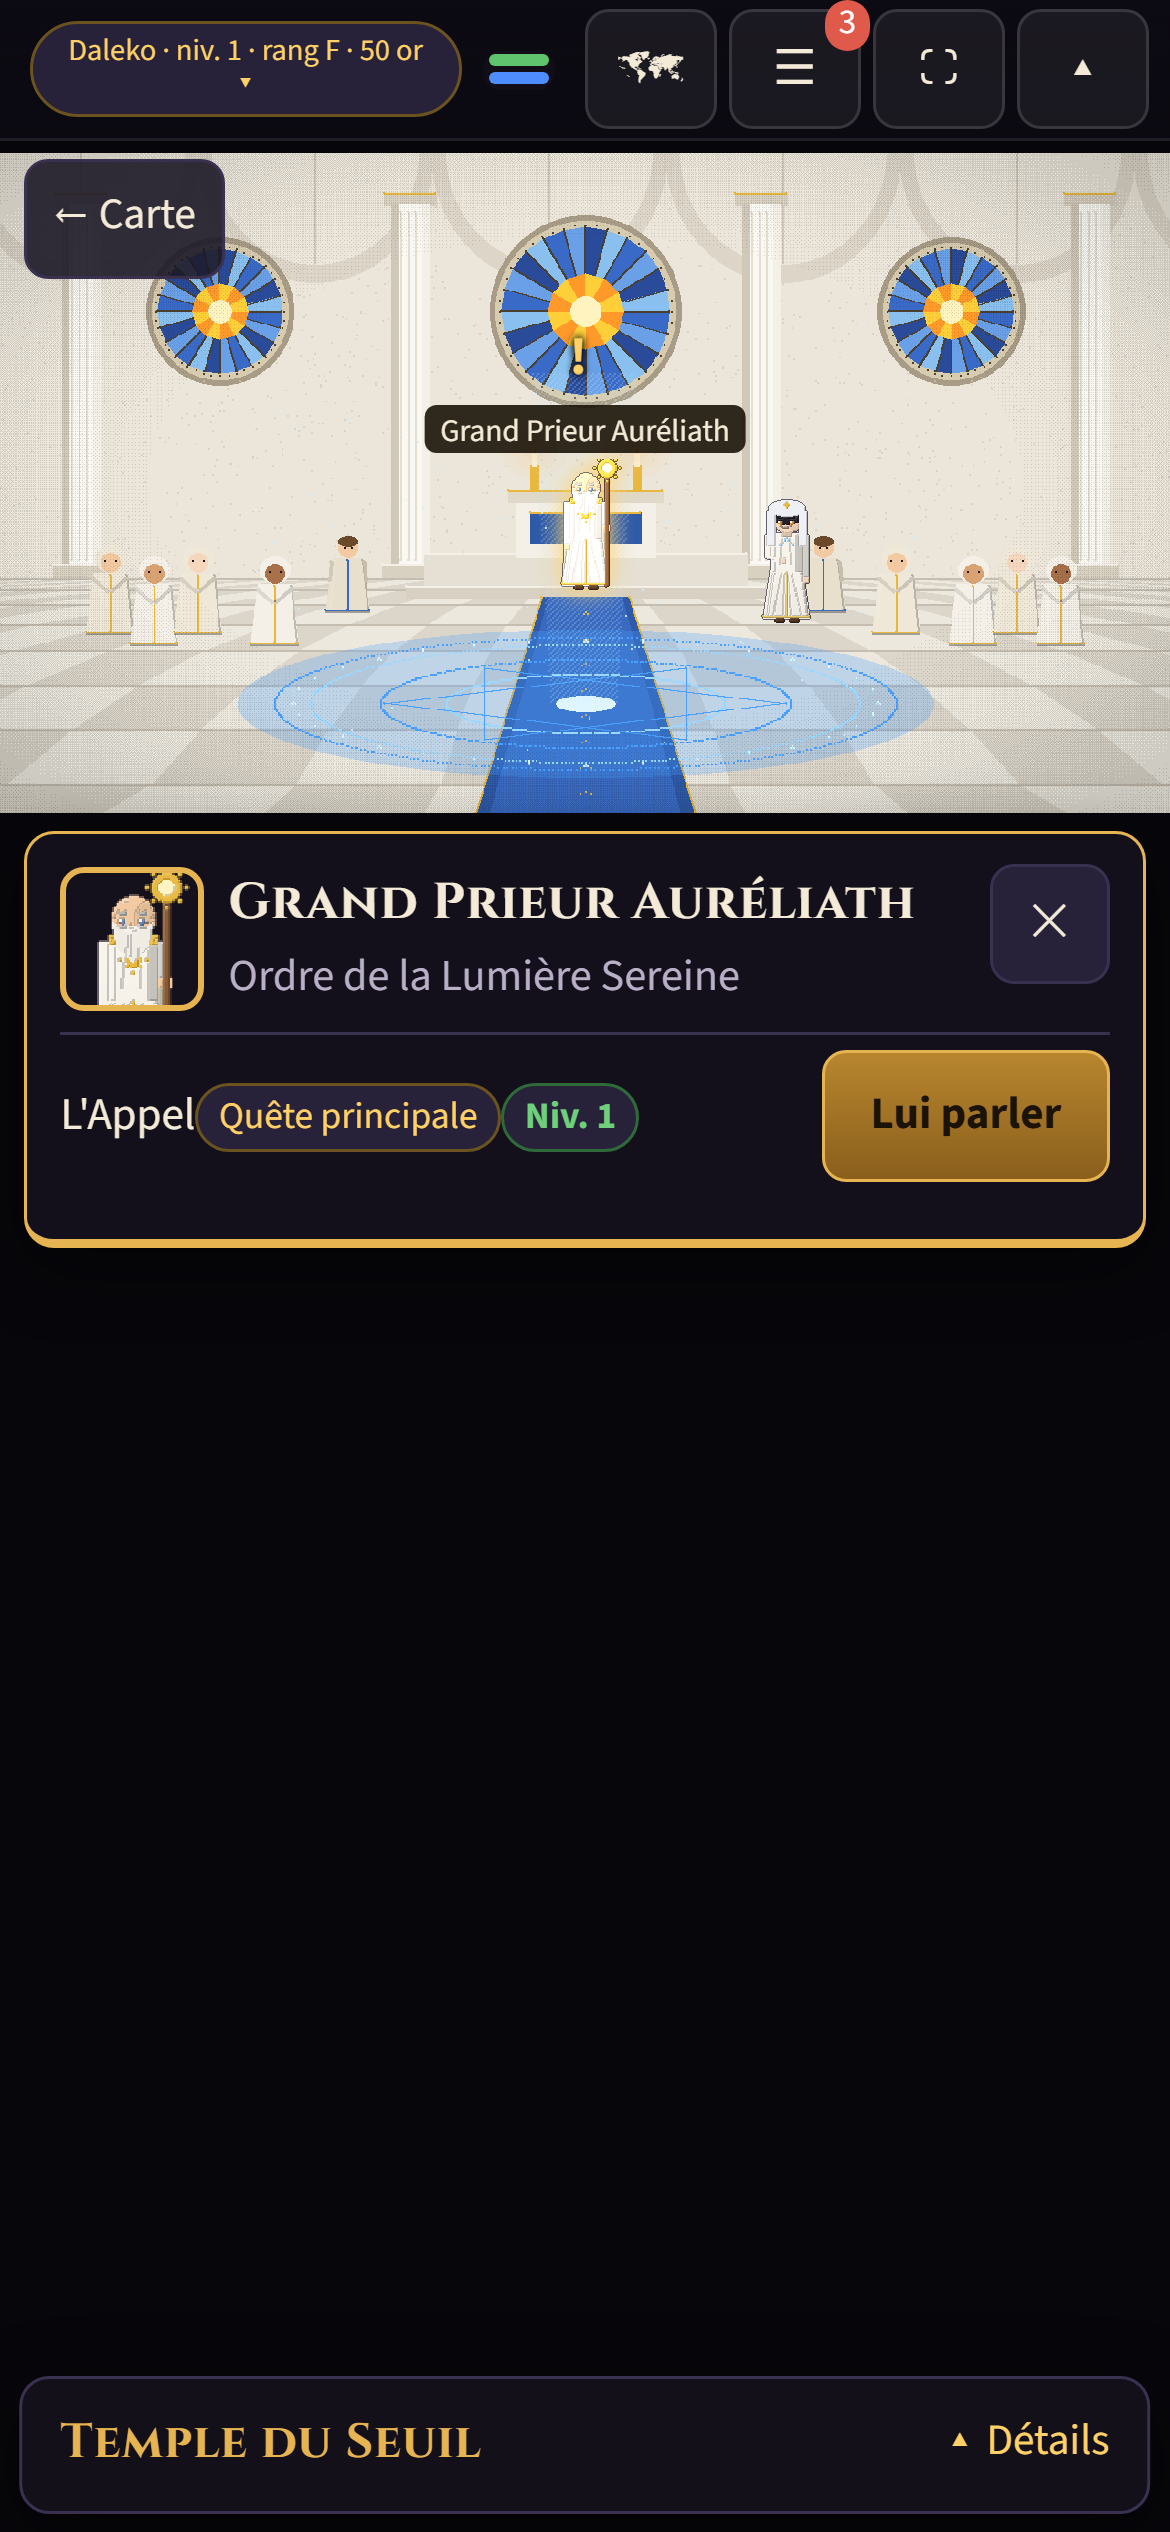 Daleko · niv. 1 · rang F · 50 or
3
← Carte
!
Grand Prieur Auréliath
Grand Prieur Auréliath
Ordre de la Lumière Sereine
L'Appel Quête principale Niv. 1
Lui parler
Temple du Seuil
▲ Détails